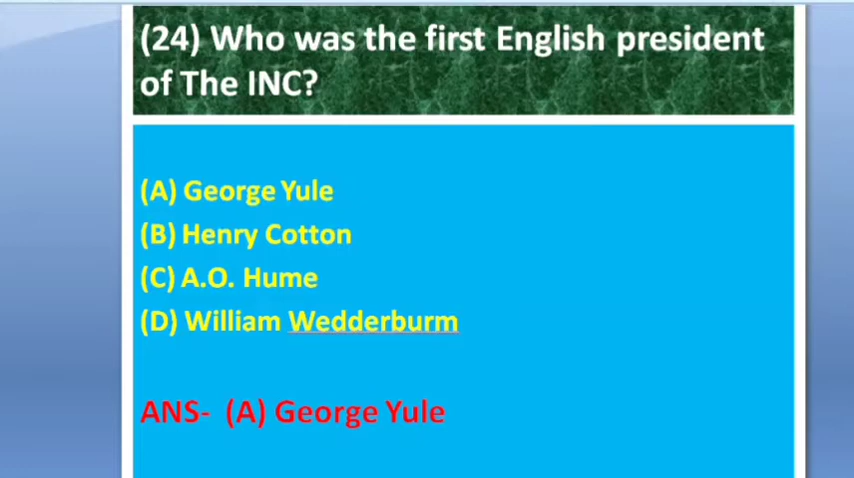 (24) Who was the first English president
of The INC?
(A) George Yule
(B) Henry Cotton
(C) A.O. Hume
(D) William Wedderburm
ANS- (A) George Yule